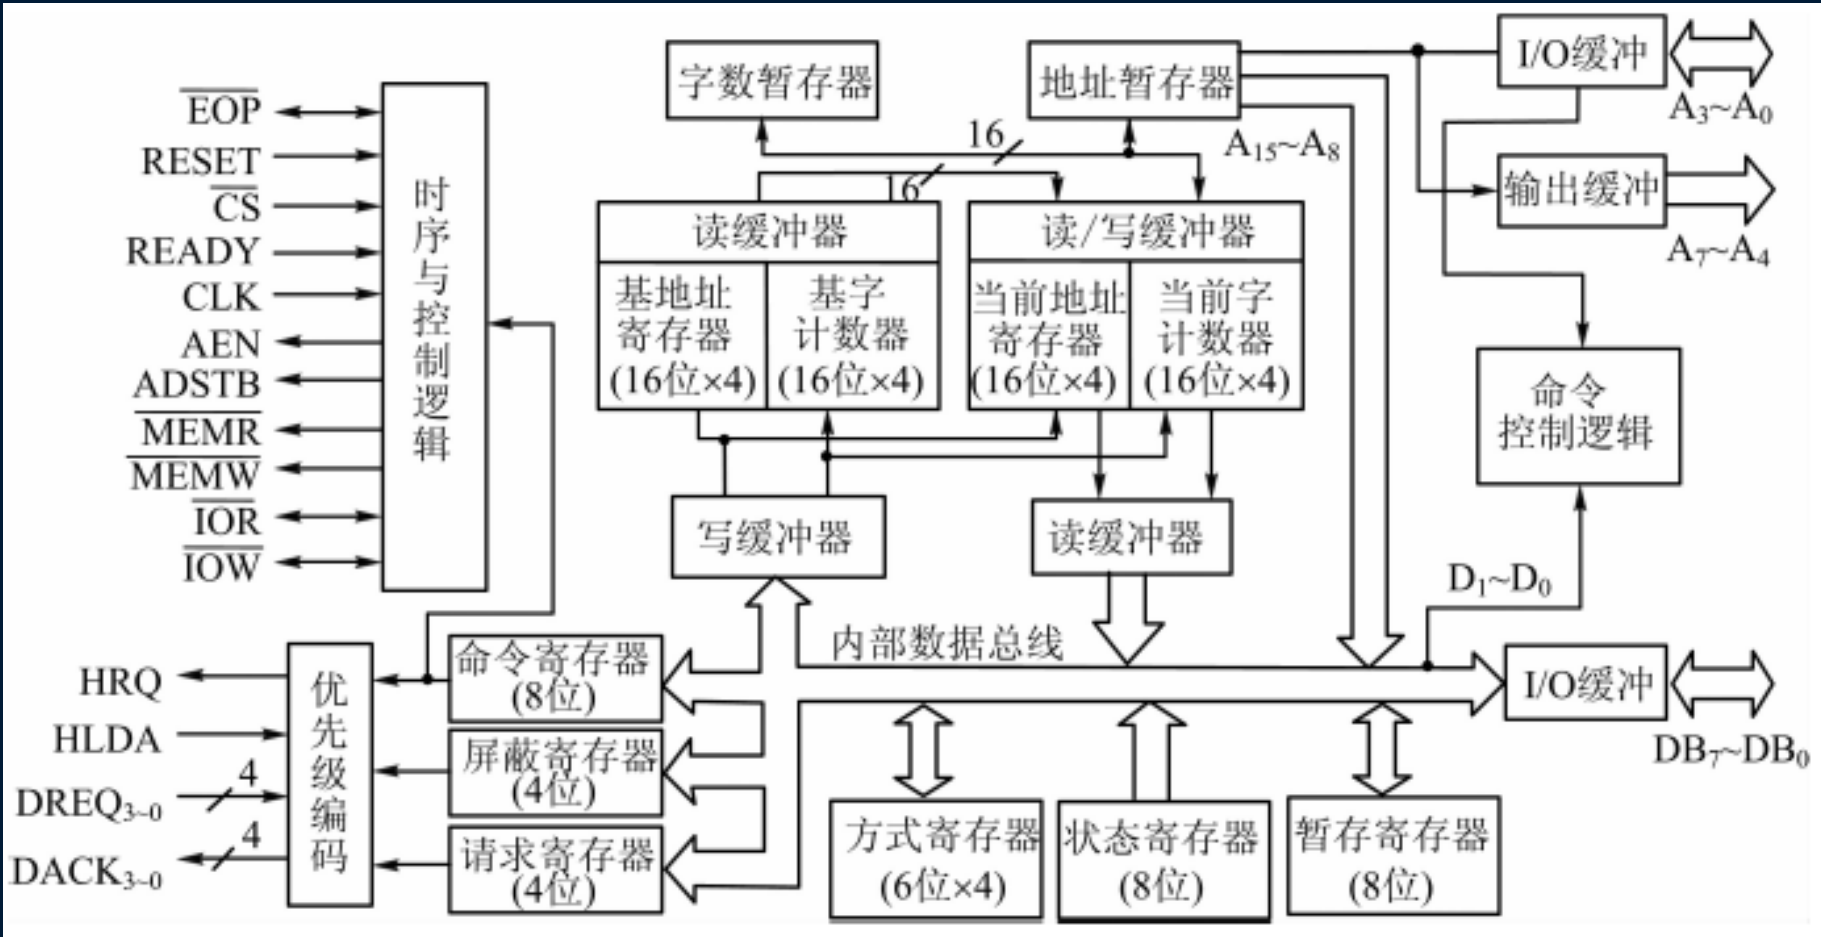 EOP
RESET
CS
READY
CLK
AEN
ADSTB
MEMR
MEMW
IOR
IOW
时序与控制逻辑
HRQ
HLDA
DREQ3~0
4
DACK3~0
4
优先级编码
命令寄存器
(8位)
屏蔽寄存器
(4位)
请求寄存器
(4位)
字数暂存器
地址暂存器
16
16
A15~A8
读缓冲器
基地址
寄存器
(16位×4)
基字
计数器
(16位×4)
读/写缓冲器
当前地址
寄存器
(16位×4)
当前字
计数器
(16位×4)
写缓冲器
读缓冲器
内部数据总线
方式寄存器
(6位×4)
状态寄存器
(8位)
暂存寄存器
(8位)
I/O缓冲
A3~A0
输出缓冲
A7~A4
命令
控制逻辑
D1~D0
I/O缓冲
DB7~DB0